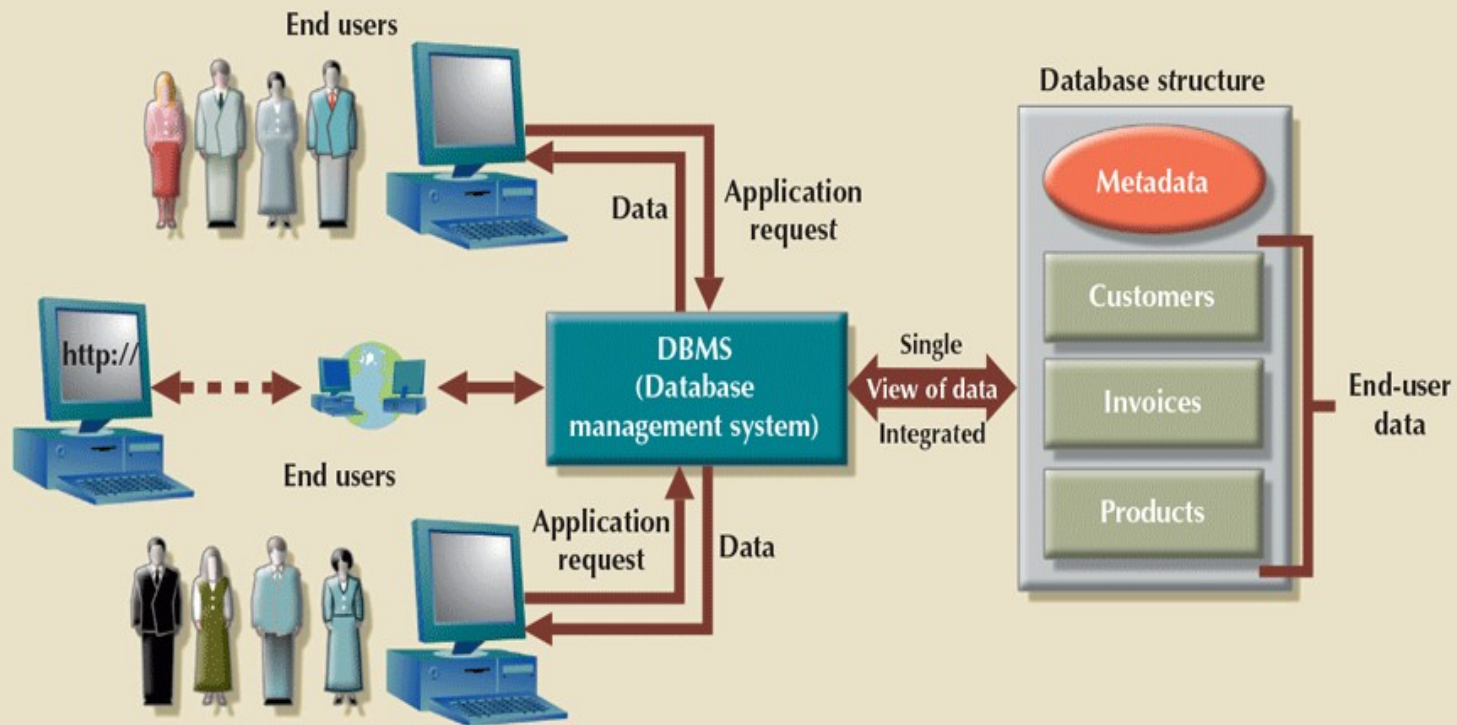 End users
Database structure
Metadata
Data
Application
request
Customers
http://
DBMS
(Database
management system)
Single
View of data
Integrated
Invoices
End-user
data
End users
Products
Application
request
Data